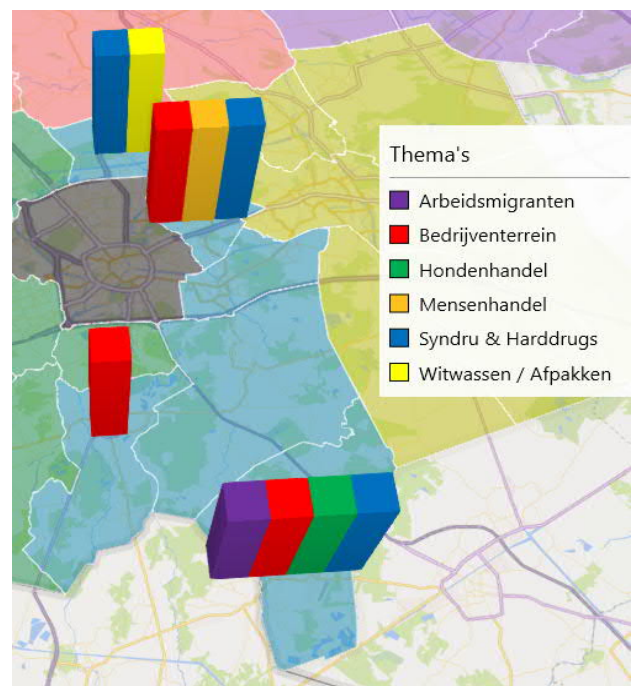 Thema's
Arbeidsmigranten
Bedrijventerrein
Hondenhandel
Mensenhandel
Syndru & Harddrugs
Witwassen / Afpakken